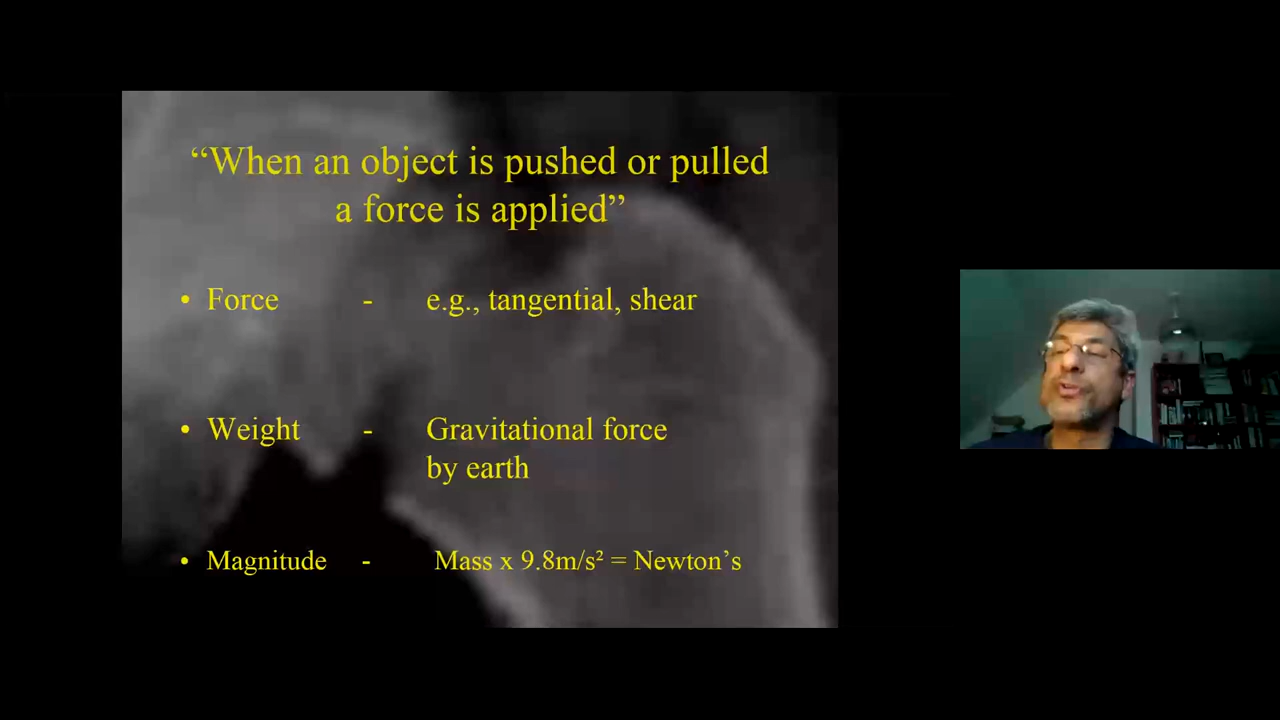 “When an object is pushed or pulled
a force is applied”
• Force - e.g., tangential, shear
• Weight - Gravitational force
by earth
• Magnitude - Mass x 9.8m/s² = Newton’s